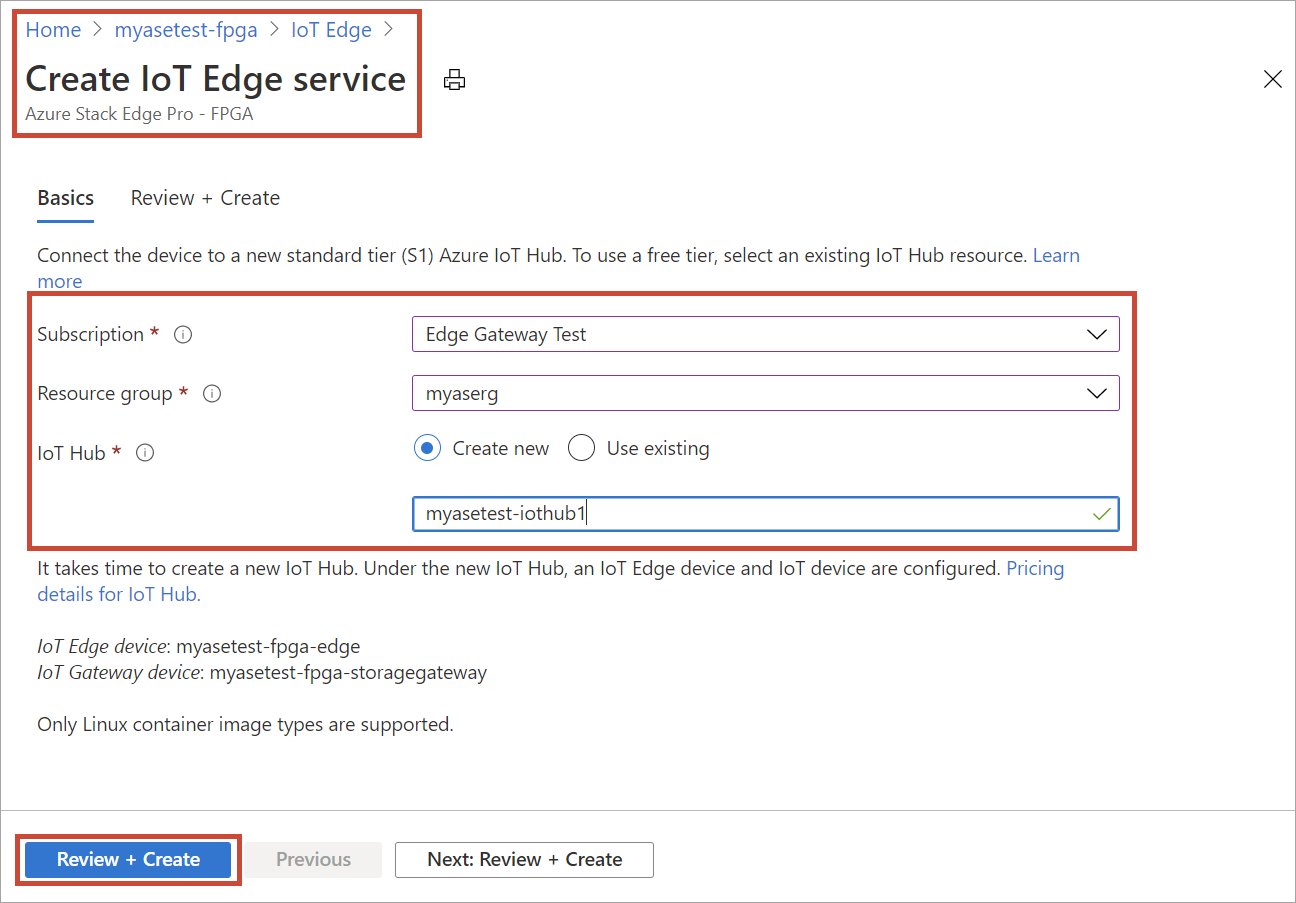 Home > myasetest-fpga > IoT Edge >
Create IoT Edge service
Azure Stack Edge Pro - FPGA
Basics Review + Create
Connect the device to a new standard tier (S1) Azure IoT Hub. To use a free tier, select an existing IoT Hub resource. Learn
more
Subscription * Edge Gateway Test
Resource group * myaserg
IoT Hub * Create new Use existing
myasetest-iothub1
It takes time to create a new IoT Hub. Under the new IoT Hub, an IoT Edge device and IoT device are configured. Pricing
details for IoT Hub.
IoT Edge device: myasetest-fpga-edge
IoT Gateway device: myasetest-fpga-storagegateway
Only Linux container image types are supported.
Review + Create Previous Next: Review + Create